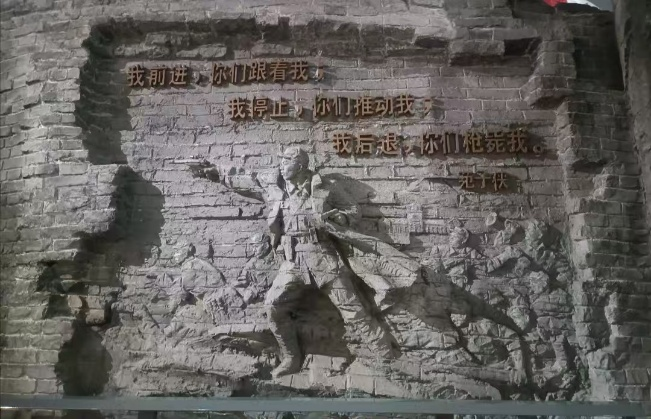 我前进，你们跟着我；
我停止，你们推动我；
我后退，你们枪毙我。
范子侠